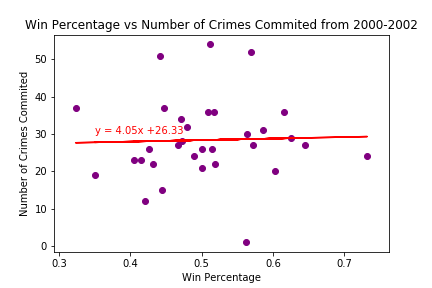 Win Percentage vs Number of Crimes Commited from 2000-2002
Number of Crimes Commited
50
40
30
20
10
0
y = 4.05x +26.33
0.3 0.4 0.5 0.6 0.7
Win Percentage